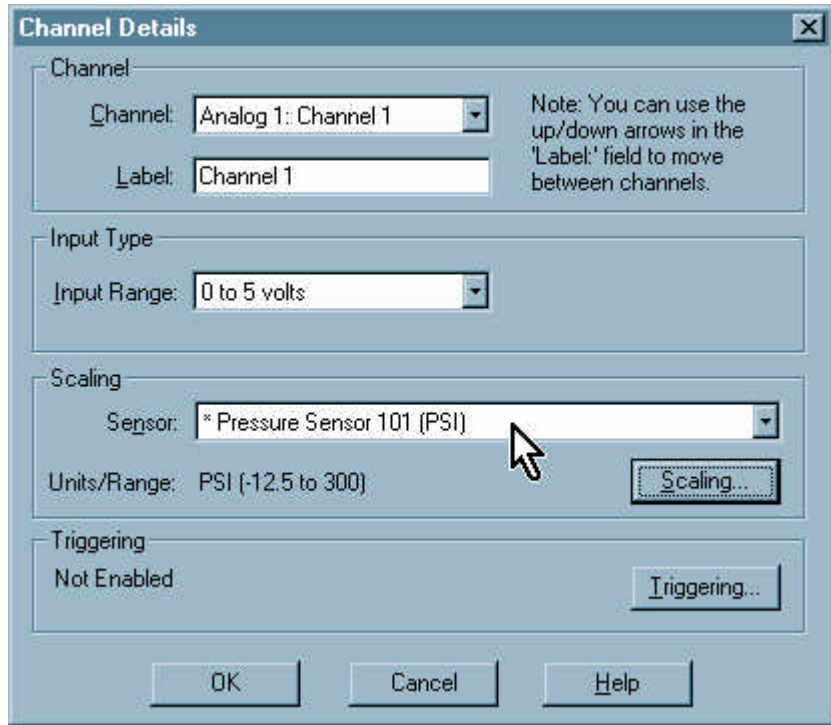 Channel Details
Channel
Channel: Analog 1: Channel 1
Note: You can use the
up/down arrows in the
'Label:' field to move
between channels.
Label: Channel 1
Input Type
Input Range: 0 to 5 volts
Scaling
Sensor: * Pressure Sensor 101 (PSI)
Units/Range: PSI (-12.5 to 300)
Scaling...
Triggering
Not Enabled
Triggering...
OK
Cancel
Help